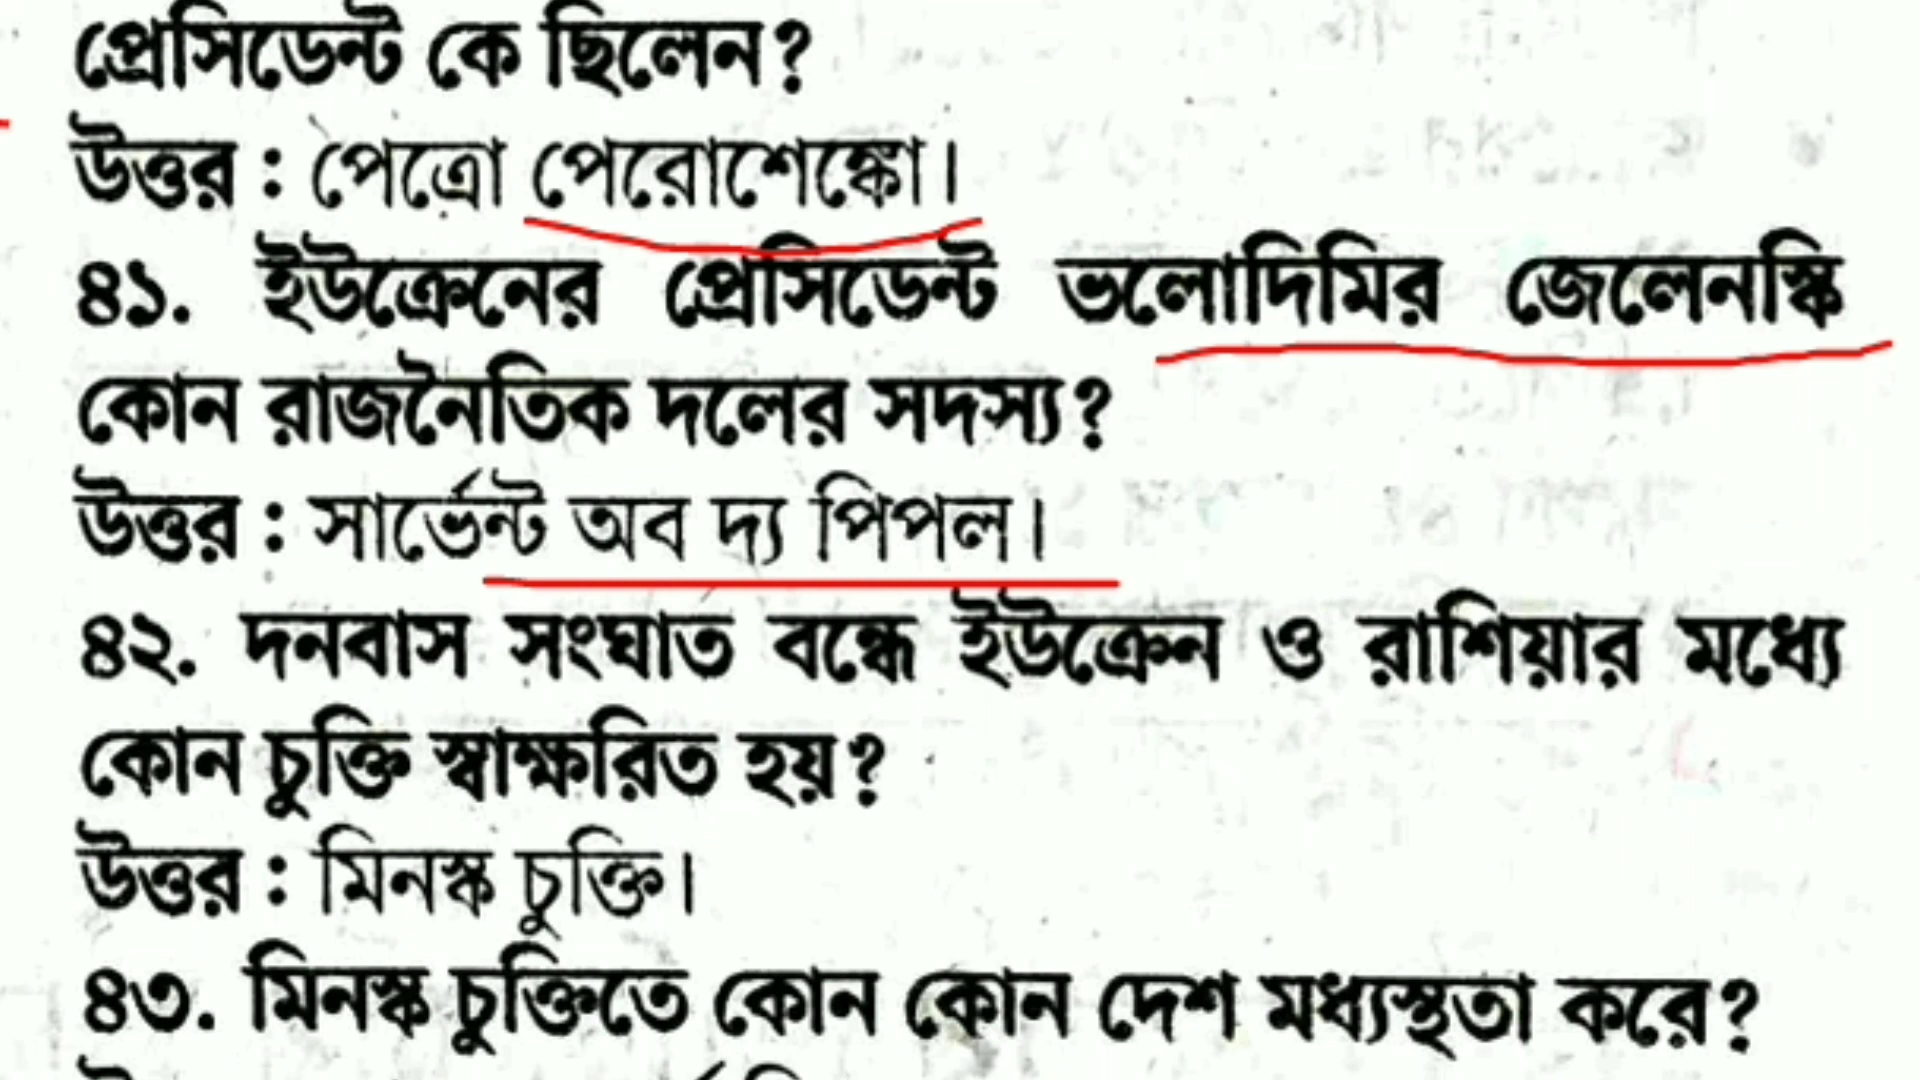 প্রেসিডেন্ট কে ছিলেন?
উত্তর : পেত্রো পেরোশেঙ্কো।
৪১. ইউক্রেনের প্রেসিডেন্ট ভলোদিমির জেলেনস্কি
কোন রাজনৈতিক দলের সদস্য?
উত্তর : সার্ভেন্ট অব দ্য পিপল।
৪২. দনবাস সংঘাত বন্ধে ইউক্রেন ও রাশিয়ার মধ্যে
কোন চুক্তি স্বাক্ষরিত হয়?
উত্তর : মিনস্ক চুক্তি।
৪৩. মিনস্ক চুক্তিতে কোন কোন দেশ মধ্যস্থতা করে?